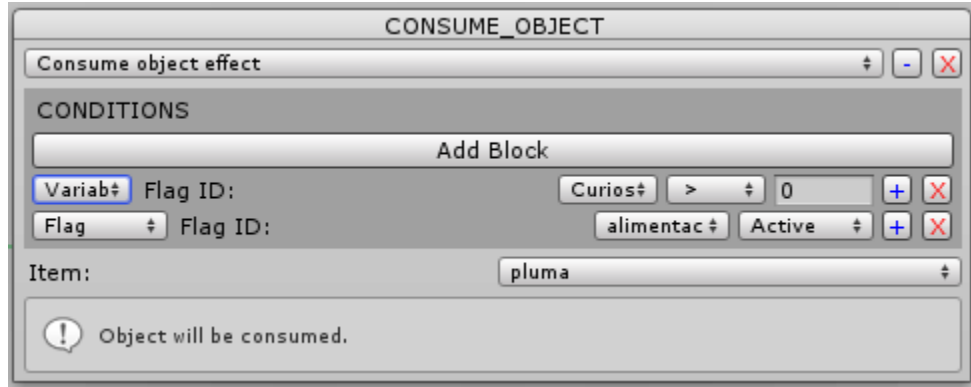 CONSUME_OBJECT
Consume object effect - X
CONDITIONS
Add Block
Variab Flag ID: Curios > 0 + X
Flag Flag ID: alimentac Active + X
Item: pluma
Object will be consumed.